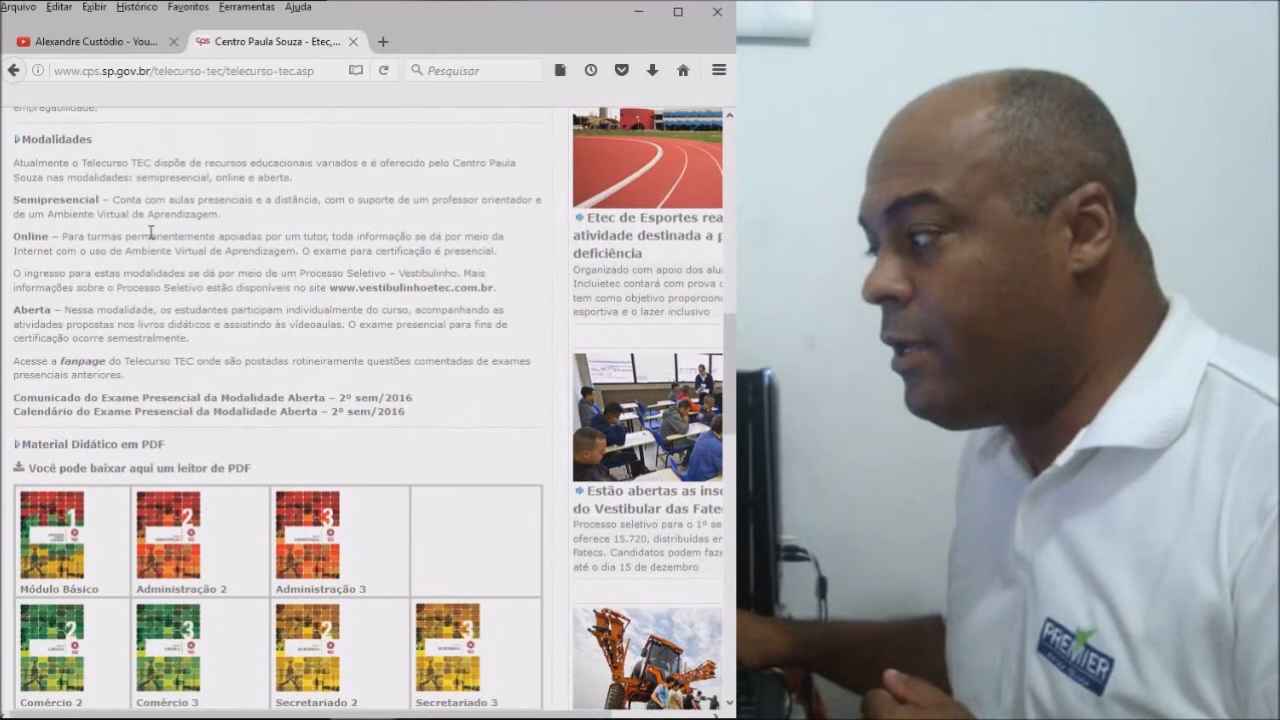 Arquivo Editar Exibir Histórico Favoritos Ferramentas Ajuda
Alexandre Custódio - You...
cps Centro Paula Souza - Etec,...
www.cps.sp.gov.br/telecurso-tec/telecurso-tec.asp
Pesquisar
empregabilidade.
Modalidades
Atualmente o Telecurso TEC dispõe de recursos educacionais variados e é oferecido pelo Centro Paula
Souza nas modalidades: semipresencial, online e aberta.
Semipresencial – Conta com aulas presenciais e a distância, com o suporte de um professor orientador e
de um Ambiente Virtual de Aprendizagem.
Online – Para turmas permanentemente apoiadas por um tutor, toda informação se dá por meio da
Internet com o uso de Ambiente Virtual de Aprendizagem. O exame para certificação é presencial.
O ingresso para estas modalidades se dá por meio de um Processo Seletivo – Vestibulinho. Mais
informações sobre o Processo Seletivo estão disponíveis no site www.vestibulinhoetec.com.br.
Aberta – Nessa modalidade, os estudantes participam individualmente do curso, acompanhando as
atividades propostas nos livros didáticos e assistindo às vídeoaulas. O exame presencial para fins de
certificação ocorre semestralmente.
Acesse a fanpage do Telecurso TEC onde são postadas rotineiramente questões comentadas de exames
presenciais anteriores.
Comunicado do Exame Presencial da Modalidade Aberta – 2º sem/2016
Calendário do Exame Presencial da Modalidade Aberta – 2º sem/2016
Material Didático em PDF
Você pode baixar aqui um leitor de PDF
1
2
3
Módulo Básico
Administração 2
Administração 3
2
3
2
3
Comércio 2
Comércio 3
Secretariado 2
Secretariado 3
Etec de Esportes rea
atividade destinada a p
deficiência
Organizado com apoio dos alu
Incluietec contará com prova d
tem como objetivo proporciona
esportiva e o lazer inclusivo
Estão abertas as insc
do Vestibular das Fatec
Processo seletivo para o 1º se
oferece 15.720, distribuídas em
Fatecs. Candidatos podem faze
até o dia 15 de dezembro
PREMIER